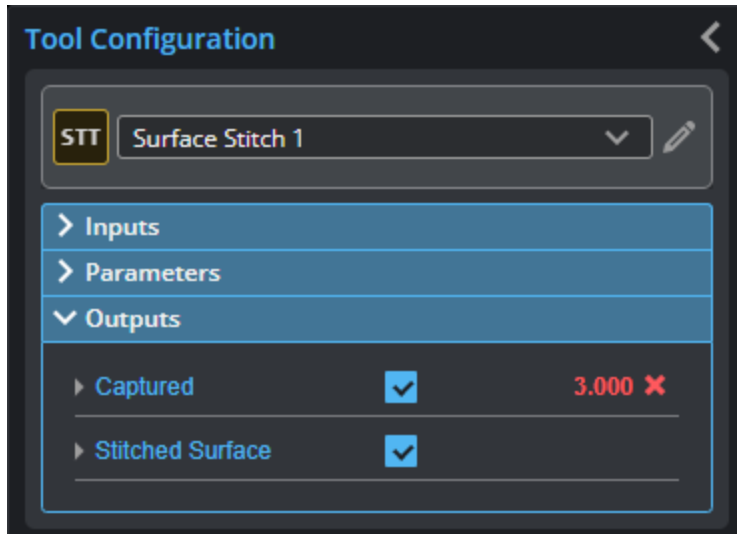 Tool Configuration
STT Surface Stitch 1
Inputs
Parameters
Outputs
Captured 3.000
Stitched Surface